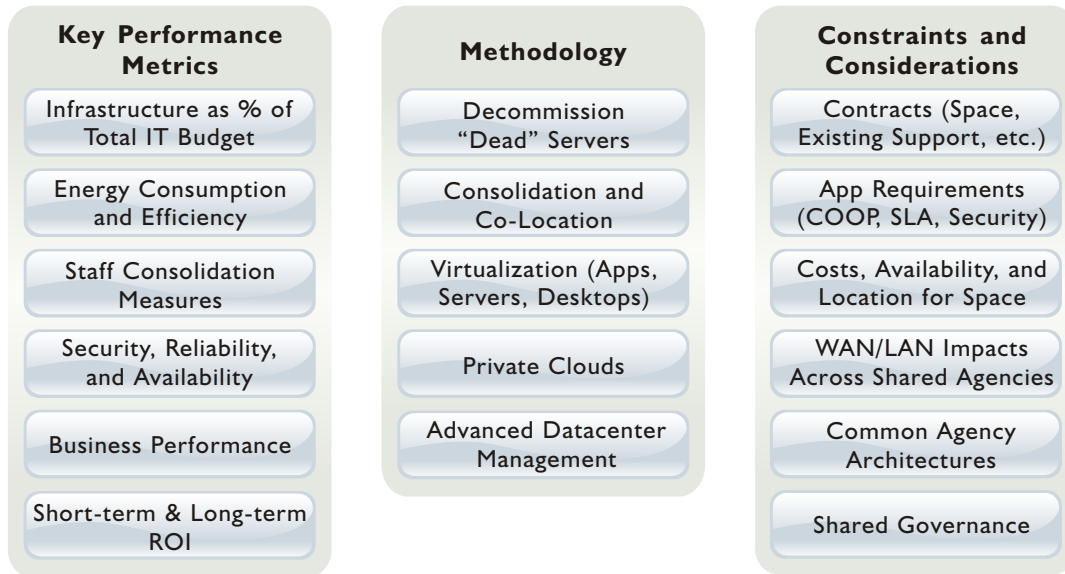 Key Performance
Metrics
Infrastructure as % of
Total IT Budget
Energy Consumption
and Efficiency
Staff Consolidation
Measures
Security, Reliability,
and Availability
Business Performance
Short-term & Long-term
ROI
Methodology
Decommission
“Dead” Servers
Consolidation and
Co-Location
Virtualization (Apps,
Servers, Desktops)
Private Clouds
Advanced Datacenter
Management
Constraints and
Considerations
Contracts (Space,
Existing Support, etc.)
App Requirements
(COOP, SLA, Security)
Costs, Availability, and
Location for Space
WAN/LAN Impacts
Across Shared Agencies
Common Agency
Architectures
Shared Governance